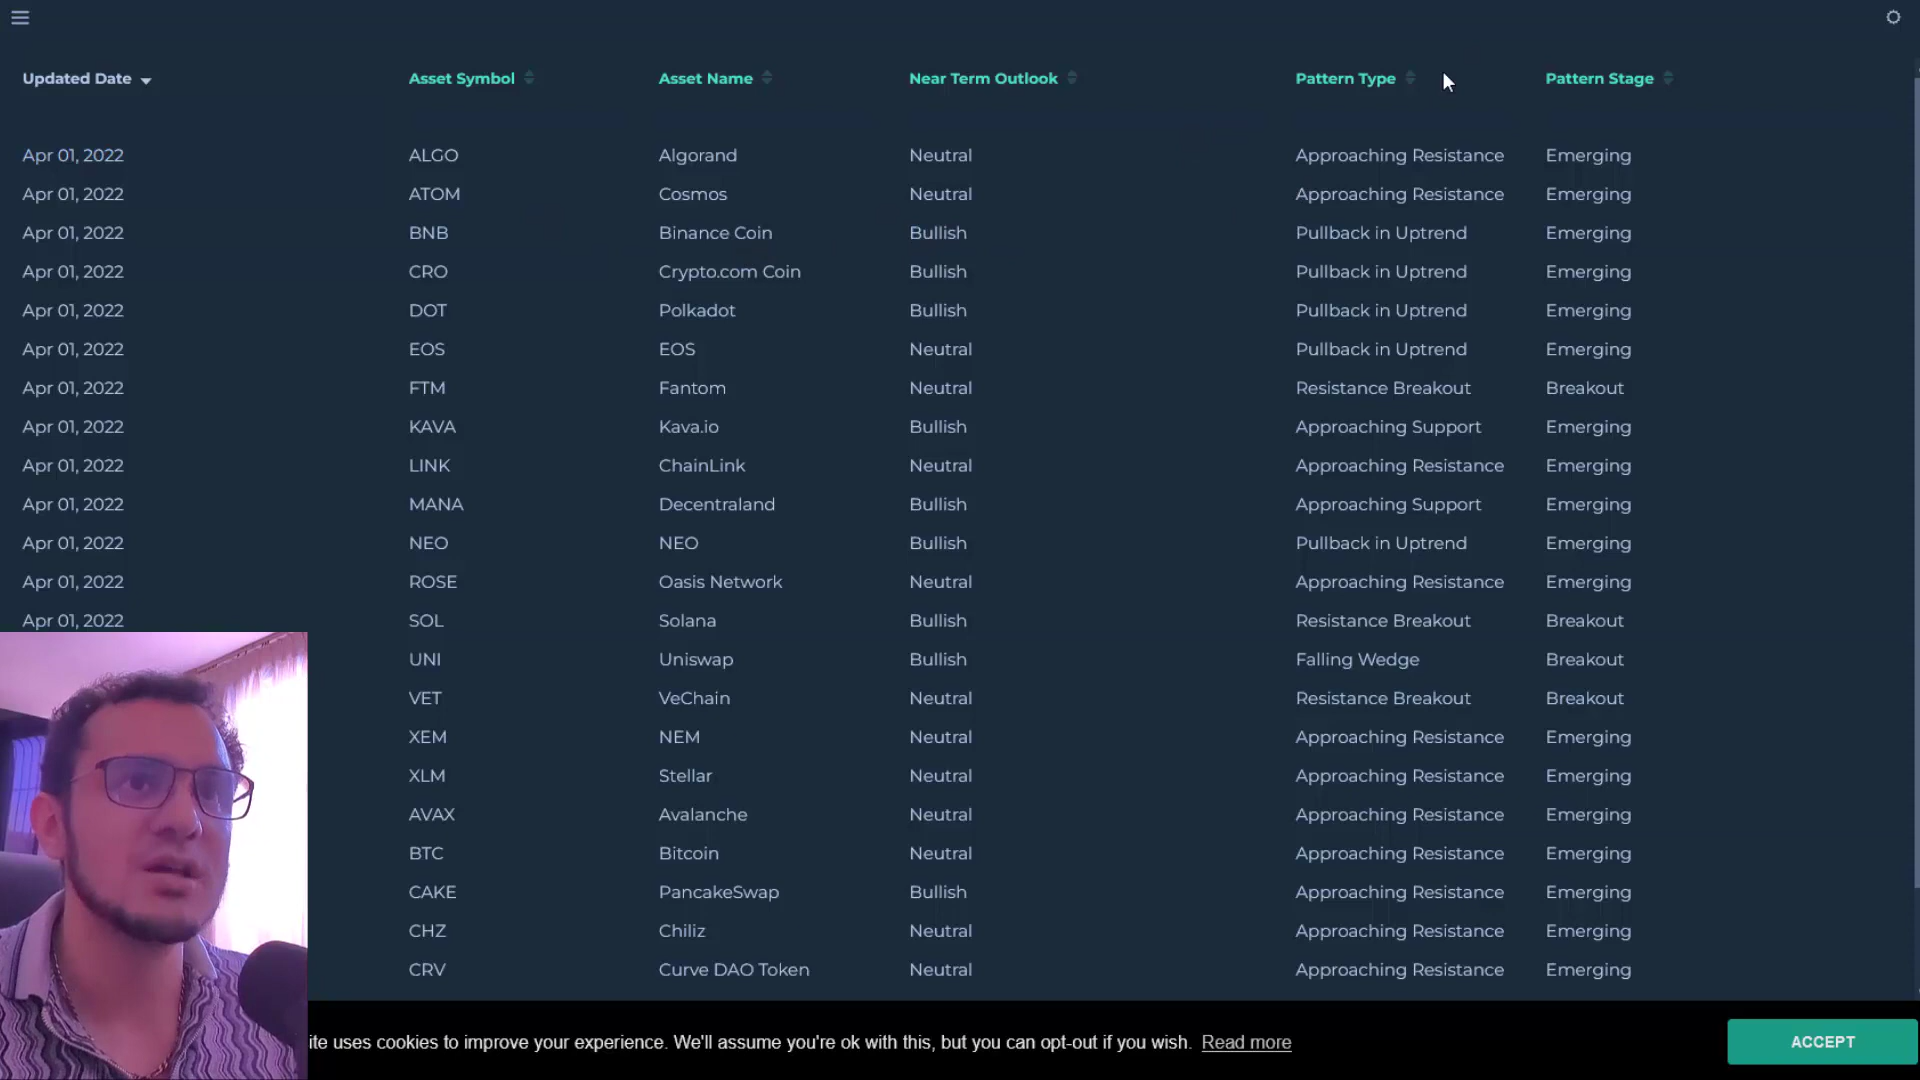 Updated Date Asset Symbol Asset Name Near Term Outlook Pattern Type Pattern Stage
Apr 01, 2022 ALGO Algorand Neutral Approaching Resistance Emerging
Apr 01, 2022 ATOM Cosmos Neutral Approaching Resistance Emerging
Apr 01, 2022 BNB Binance Coin Bullish Pullback in Uptrend Emerging
Apr 01, 2022 CRO Crypto.com Coin Bullish Pullback in Uptrend Emerging
Apr 01, 2022 DOT Polkadot Bullish Pullback in Uptrend Emerging
Apr 01, 2022 EOS EOS Neutral Pullback in Uptrend Emerging
Apr 01, 2022 FTM Fantom Neutral Resistance Breakout Breakout
Apr 01, 2022 KAVA Kava.io Bullish Approaching Support Emerging
Apr 01, 2022 LINK ChainLink Neutral Approaching Resistance Emerging
Apr 01, 2022 MANA Decentraland Bullish Approaching Support Emerging
Apr 01, 2022 NEO NEO Bullish Pullback in Uptrend Emerging
Apr 01, 2022 ROSE Oasis Network Neutral Approaching Resistance Emerging
Apr 01, 2022 SOL Solana Bullish Resistance Breakout Breakout
UNI Uniswap Bullish Falling Wedge Breakout
VET VeChain Neutral Resistance Breakout Breakout
XEM NEM Neutral Approaching Resistance Emerging
XLM Stellar Neutral Approaching Resistance Emerging
AVAX Avalanche Neutral Approaching Resistance Emerging
BTC Bitcoin Neutral Approaching Resistance Emerging
CAKE PancakeSwap Bullish Approaching Resistance Emerging
CHZ Chiliz Neutral Approaching Resistance Emerging
CRV Curve DAO Token Neutral Approaching Resistance Emerging
ite uses cookies to improve your experience. We'll assume you're ok with this, but you can opt-out if you wish. Read more ACCEPT